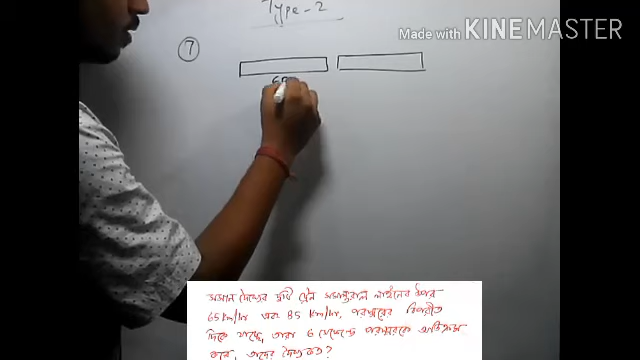 Type - 2
Made with KINEMASTER
7
সমান দৈর্ঘ্যের দুটি ট্রেন সমান্তরাল লাইনের উপর
65 km/hr এবং 85 km/hr, পরস্পরের বিপরীত
দিকে যাচ্ছে, তারা 6 সেকেন্ডে পরস্পরকে অতিক্রম
করে, তাদের দৈর্ঘ্য কত?